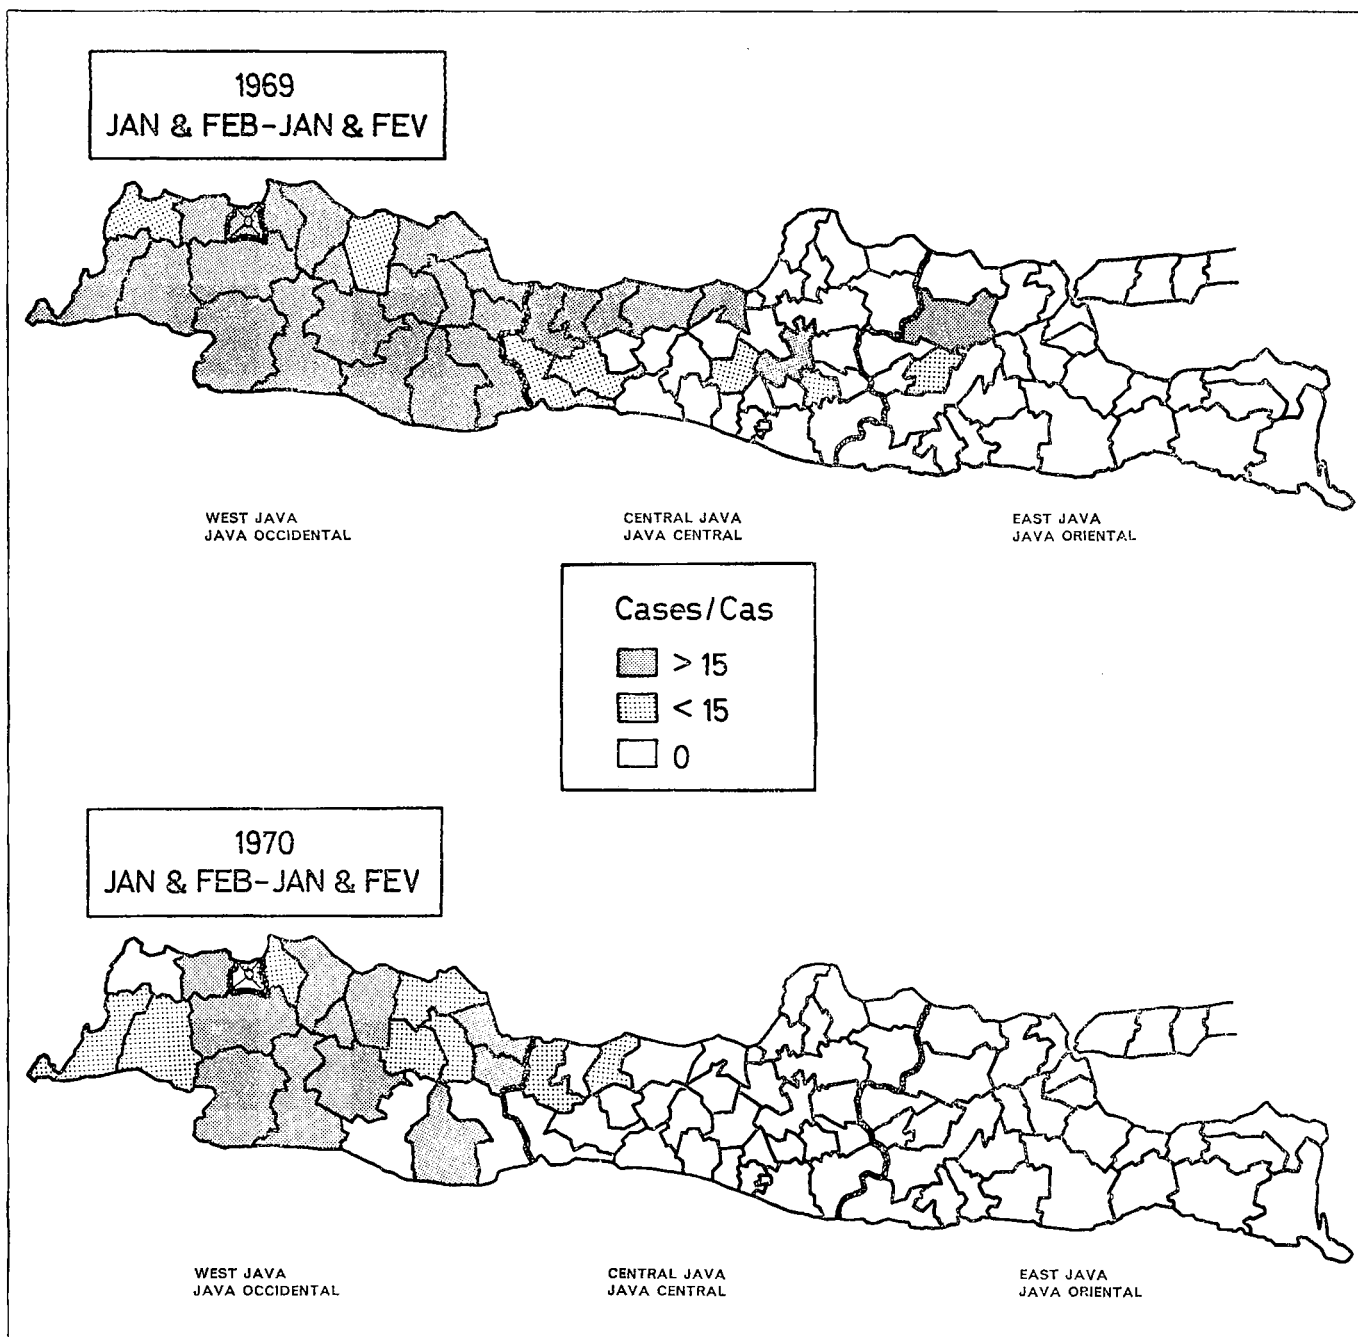 1969
JAN & FEB-JAN & FEV
WEST JAVA
JAVA OCCIDENTAL
CENTRAL JAVA
JAVA CENTRAL
EAST JAVA
JAVA ORIENTAL
Cases/Cas
> 15
< 15
0
1970
JAN & FEB-JAN & FEV
WEST JAVA
JAVA OCCIDENTAL
CENTRAL JAVA
JAVA CENTRAL
EAST JAVA
JAVA ORIENTAL